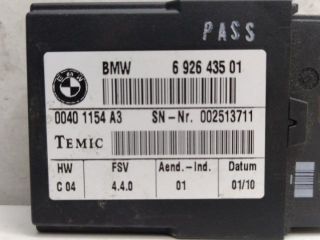 PASS
BMW 6 926 435 01
0040 1154 A3 SN-Nr. 002513711
TEMIC
HW FSV Aend.-Ind. Datum
C 04 4.4.0 01 01/10